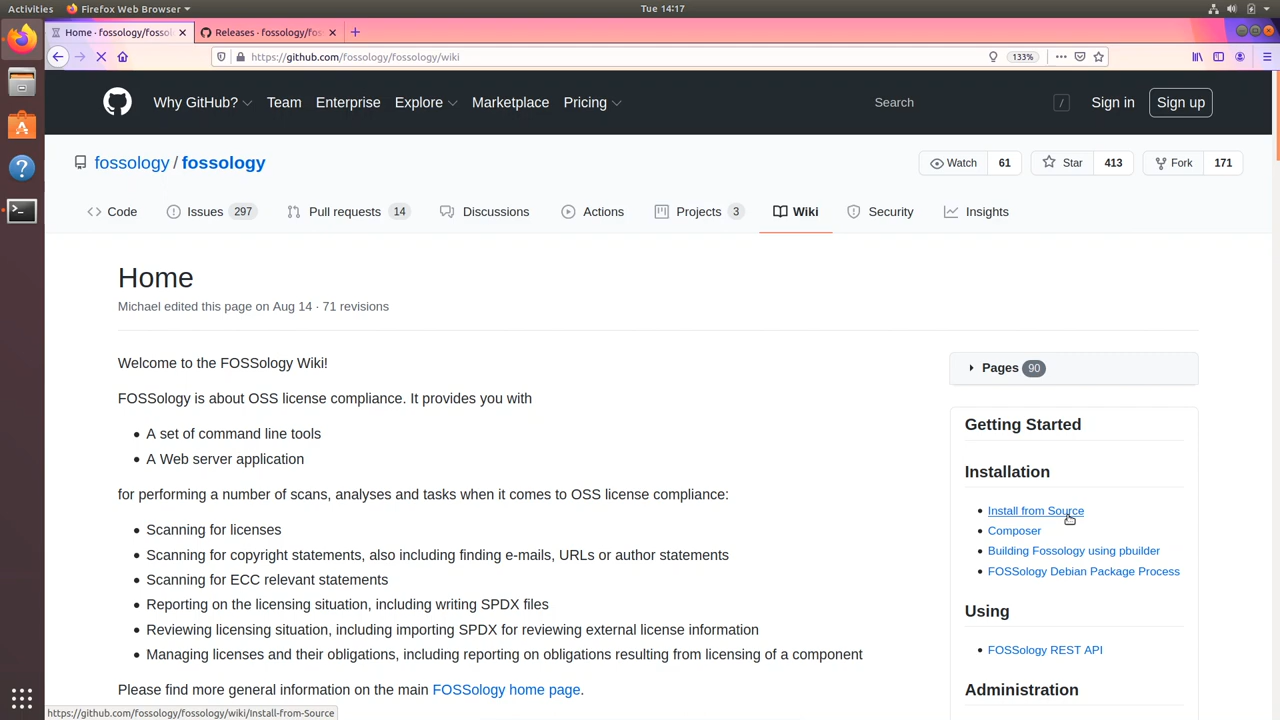 Activities Firefox Web Browser Tue 14:17
Home · fossology/fossol Releases · fossology/fos
https://github.com/fossology/fossology/wiki 133%
Why GitHub? Team Enterprise Explore Marketplace Pricing Search / Sign in Sign up
fossology / fossology Watch 61 Star 413 Fork 171
Code Issues 297 Pull requests 14 Discussions Actions Projects 3 Wiki Security Insights
Home
Michael edited this page on Aug 14 · 71 revisions
Welcome to the FOSSology Wiki!
FOSSology is about OSS license compliance. It provides you with
• A set of command line tools
• A Web server application
for performing a number of scans, analyses and tasks when it comes to OSS license compliance:
• Scanning for licenses
• Scanning for copyright statements, also including finding e-mails, URLs or author statements
• Scanning for ECC relevant statements
• Reporting on the licensing situation, including writing SPDX files
• Reviewing licensing situation, including importing SPDX for reviewing external license information
• Managing licenses and their obligations, including reporting on obligations resulting from licensing of a component
Please find more general information on the main FOSSology home page.
Pages 90
Getting Started
Installation
• Install from Source
• Composer
• Building Fossology using pbuilder
• FOSSology Debian Package Process
Using
• FOSSology REST API
Administration
https://github.com/fossology/fossology/wiki/Install-from-Source